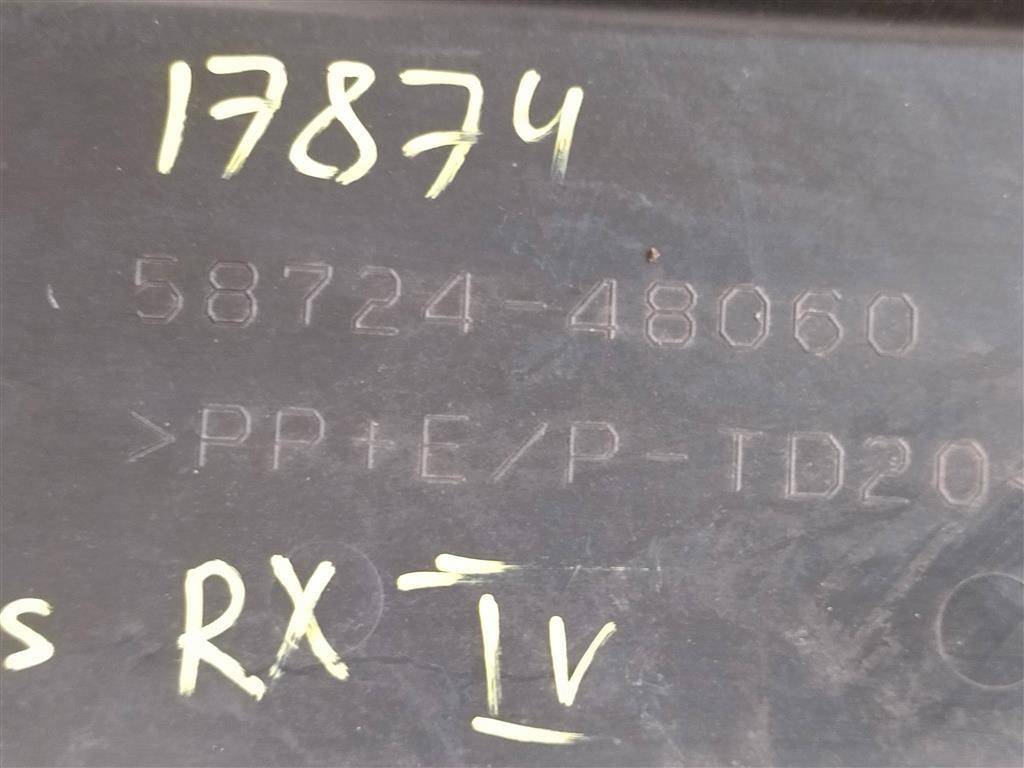 17874
58724-48060
>PP+E/P-TD20<
s RX IV